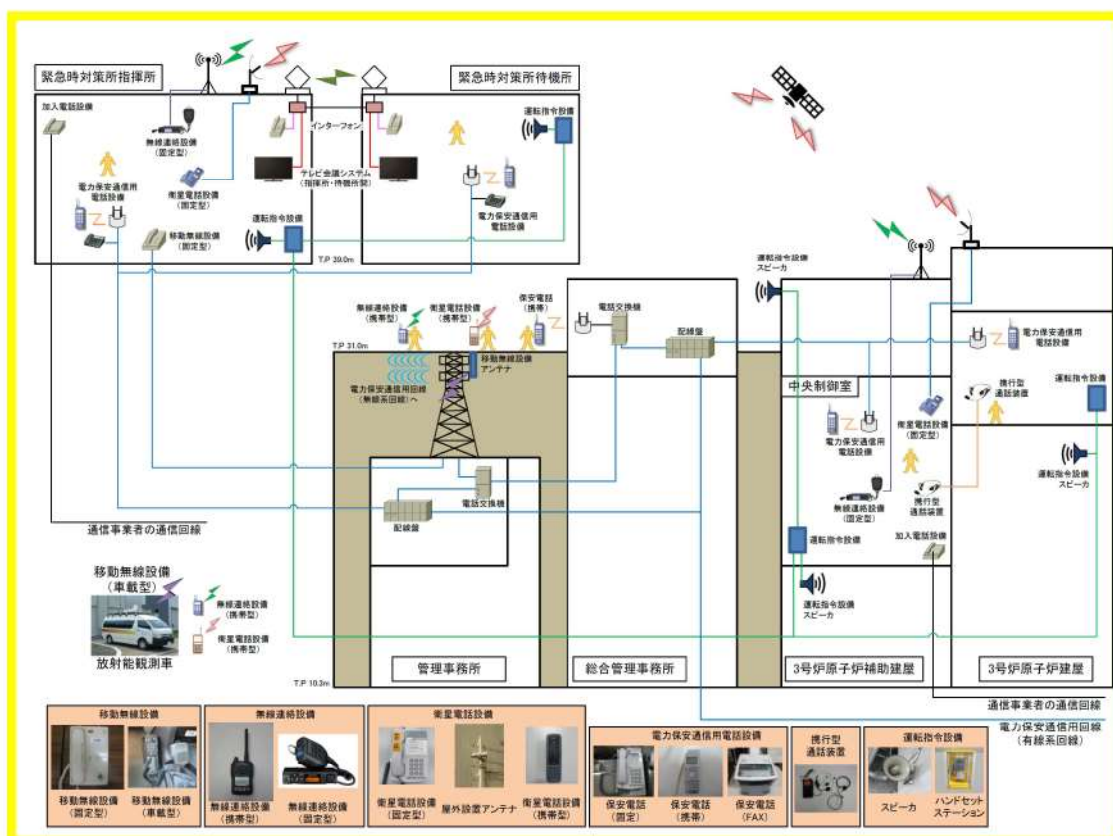 緊急時対策所指揮所
緊急時対策所待機所
加入電話設備
無線連絡設備
(固定型)
インターフォン
運転指令設備
電力保安通信用
電話設備
衛星電話設備
(固定型)
テレビ会議システム
(指揮所・待機所間)
運転指令設備
移動無線設備
(固定型)
電力保安通信用
電話設備
T.P 39.0m
無線連絡設備
(携帯型)
衛星電話設備
(携帯型)
保安電話
(携帯)
T.P 31.0m
移動無線設備
アンテナ
電力保安通信用回線
(無線系回線)へ
電話交換機
配線盤
運転指令設備
スピーカ
電力保安通信用
電話設備
中央制御室
携行型
通話装置
運転指令設備
衛星電話設備
(固定型)
電力保安通信用
電話設備
運転指令設備
スピーカ
無線連絡設備
(固定型)
携行型
通話装置
加入電話設備
運転指令設備
運転指令設備
スピーカ
電話交換機
配線盤
通信事業者の通信回線
移動無線設備
(車載型)
無線連絡設備
(携帯型)
衛星電話設備
(携帯型)
放射能観測車
T.P 10.3m
管理事務所
総合管理事務所
3号炉原子炉補助建屋
3号炉原子炉建屋
通信事業者の通信回線
電力保安通信用回線
(有線系回線)
移動無線設備
移動無線設備
(固定型)
移動無線設備
(車載型)
無線連絡設備
無線連絡設備
(携帯型)
無線連絡設備
(固定型)
衛星電話設備
衛星電話設備
(固定型)
屋外設置アンテナ
衛星電話設備
(携帯型)
電力保安通信用電話設備
保安電話
(固定)
保安電話
(携帯)
保安電話
(FAX)
携行型
通話装置
運転指令設備
スピーカ
ハンドセット
ステーション